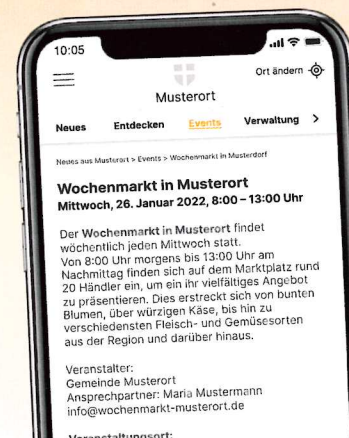 10:05
Ort ändern
Musterort
Neues Entdecken Events Verwaltung >
Neues aus Musterort > Events > Wochenmarkt in Musterdorf
Wochenmarkt in Musterort
Mittwoch, 26. Januar 2022, 8:00 – 13:00 Uhr
Der Wochenmarkt in Musterort findet
wöchentlich jeden Mittwoch statt.
Von 8:00 Uhr morgens bis 13:00 Uhr am
Nachmittag finden sich auf dem Marktplatz rund
20 Händler ein, um ein ihr vielfältiges Angebot
zu präsentieren. Dies erstreckt sich von bunten
Blumen, über würzigen Käse, bis hin zu
verschiedensten Fleisch- und Gemüsesorten
aus der Region und darüber hinaus.
Veranstalter:
Gemeinde Musterort
Ansprechpartner: Maria Mustermann
info@wochenmarkt-musterort.de
Veranstaltungsort: